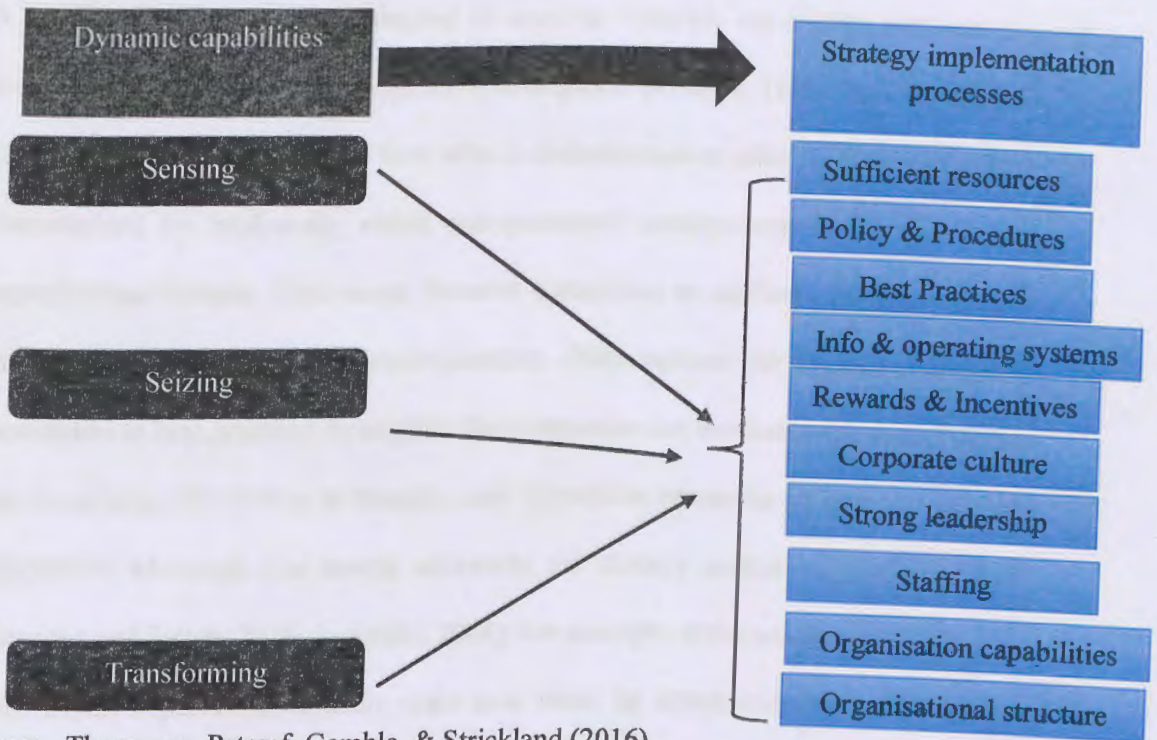 Dynamic capabilities
Sensing
Seizing
Transforming
Strategy implementation
processes
Sufficient resources
Policy & Procedures
Best Practices
Info & operating systems
Rewards & Incentives
Corporate culture
Strong leadership
Staffing
Organisation capabilities
Organisational structure
Thompson, Peteraf, Gamble, & Strickland (2016)